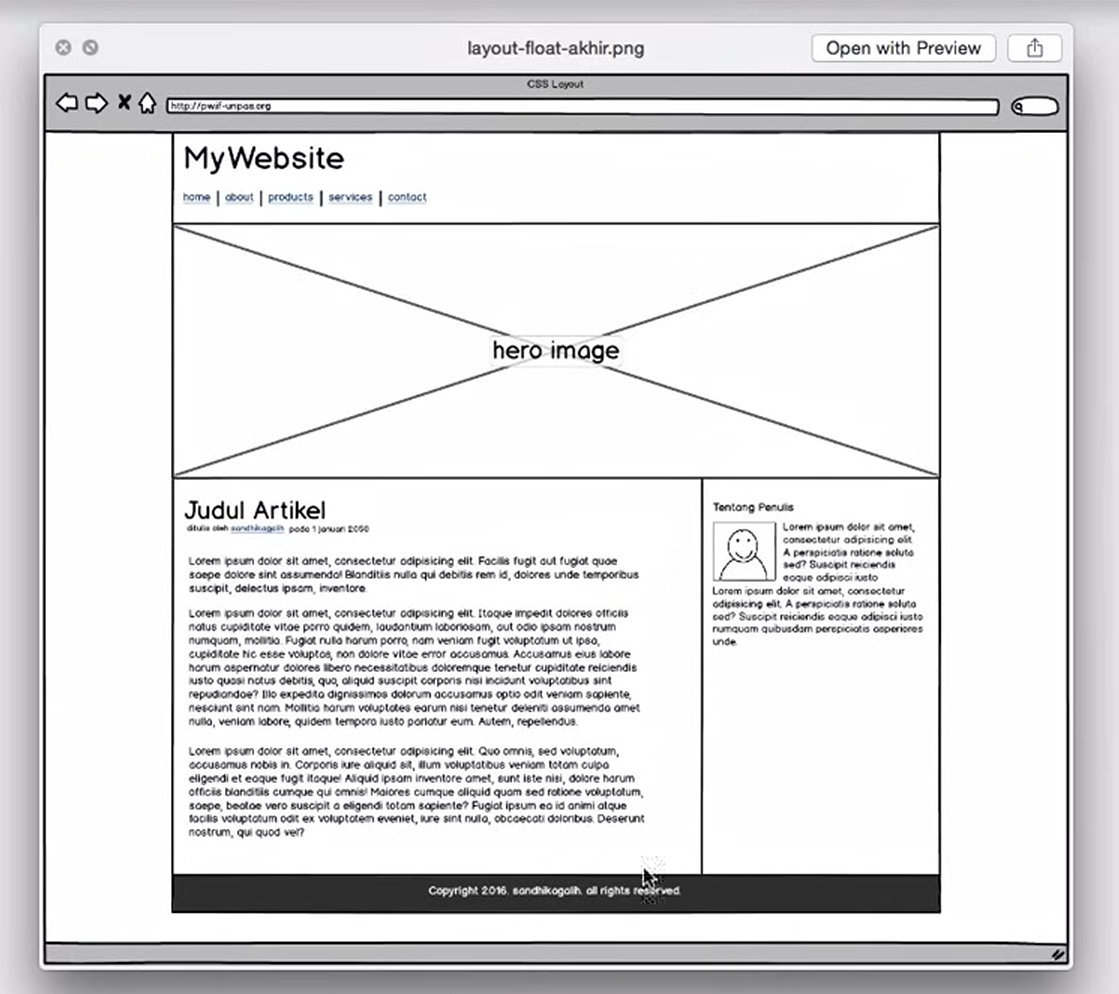 layout-float-akhir.png
Open with Preview
CSS Layout
http://pwif-unpas.org
MyWebsite
home | about | products | services | contact
hero image
Judul Artikel
ditulis oleh sandhikagalih pada 1 januari 2050
Lorem ipsum dolor sit amet, consectetur adipisicing elit. Facilis fugit aut fugiat quae
saepe dolore sint assumenda! Blanditiis nulla qui debitis rem id, dolores unde temporibus
suscipit, delectus ipsam, inventore.
Lorem ipsum dolor sit amet, consectetur adipisicing elit. Itaque impedit dolores officiis
natus cupiditate vitae porro quidem, laudantium laboriosam, aut odio ipsam nostrum
numquam, mollitia. Fugiat nulla harum porro, nam veniam fugit voluptatum ut ipsa,
cupiditate hic esse voluptas, non dolore vitae error accusamus. Accusamus eius labore
harum aspernatur dolores libero necessitatibus doloremque tenetur cupiditate reiciendis
iusto quasi natus debitis, quo, aliquid suscipit corporis nisi incidunt voluptatibus sint
repudiandae? Illo expedita dignissimos dolorum accusamus optio odit veniam sapiente,
nesciunt sint nam. Mollitia harum voluptates earum nisi tenetur deleniti assumenda amet
nulla, veniam labore, quidem tempora iusto pariatur eum. Autem, repellendus.
Lorem ipsum dolor sit amet, consectetur adipisicing elit. Quo omnis, sed voluptatum,
accusamus nobis in. Corporis iure aliquid sit, illum voluptatibus veniam totam culpa
eligendi et eaque fugit itaque! Aliquid ipsam inventore amet, sunt iste nisi, dolore harum
officiis blanditiis cumque qui omnis! Maiores cumque aliquid quam sed ratione voluptatum,
saepe, beatae vero suscipit a eligendi totam sapiente? Fugiat ipsum ea id animi atque
facilis voluptatum odit ex voluptatem eveniet, iure sint nulla, obcaecati doloribus. Deserunt
nostrum, qui quod vel?
Tentang Penulis
Lorem ipsum dolor sit amet,
consectetur adipisicing elit.
A perspiciatis ratione soluta
sed? Suscipit reiciendis
eaque adipisci iusto
Lorem ipsum dolor sit amet, consectetur
adipisicing elit. A perspiciatis ratione soluta
sed? Suscipit reiciendis eaque adipisci iusto
numquam quibusdam perspiciatis asperiores
unde.
Copyright 2016. sandhikagalih. all rights reserved.